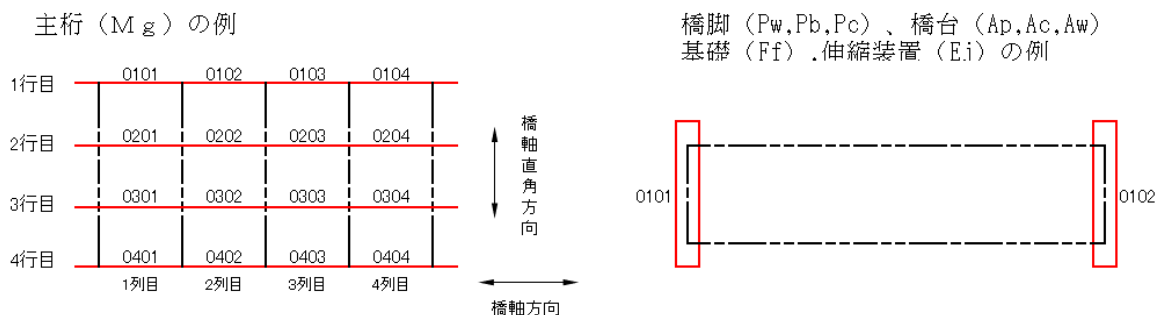 主桁（Ｍｇ）の例
1行目
0101 0102 0103 0104
2行目
0201 0202 0203 0204
3行目
0301 0302 0303 0304
4行目
0401 0402 0403 0404
1列目 2列目 3列目 4列目
橋軸直角方向
橋軸方向
橋脚（Pw,Pb,Pc）、橋台（Ap,Ac,Aw）
基礎（Ff）,伸縮装置（Ej）の例
0101
0102